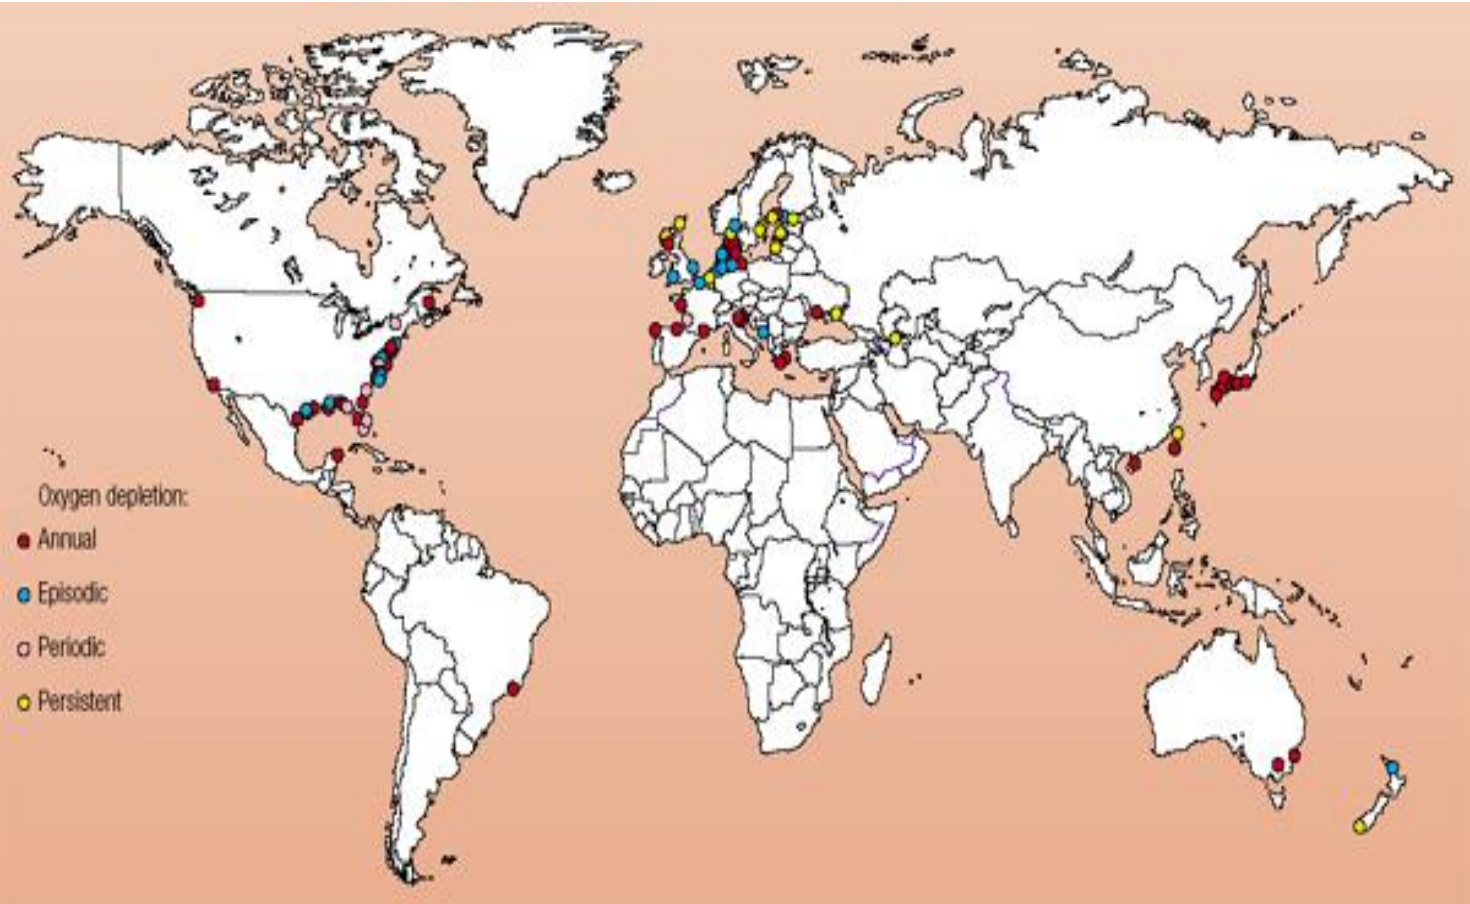 Oxygen depletion:
Annual
Episodic
Periodic
Persistent